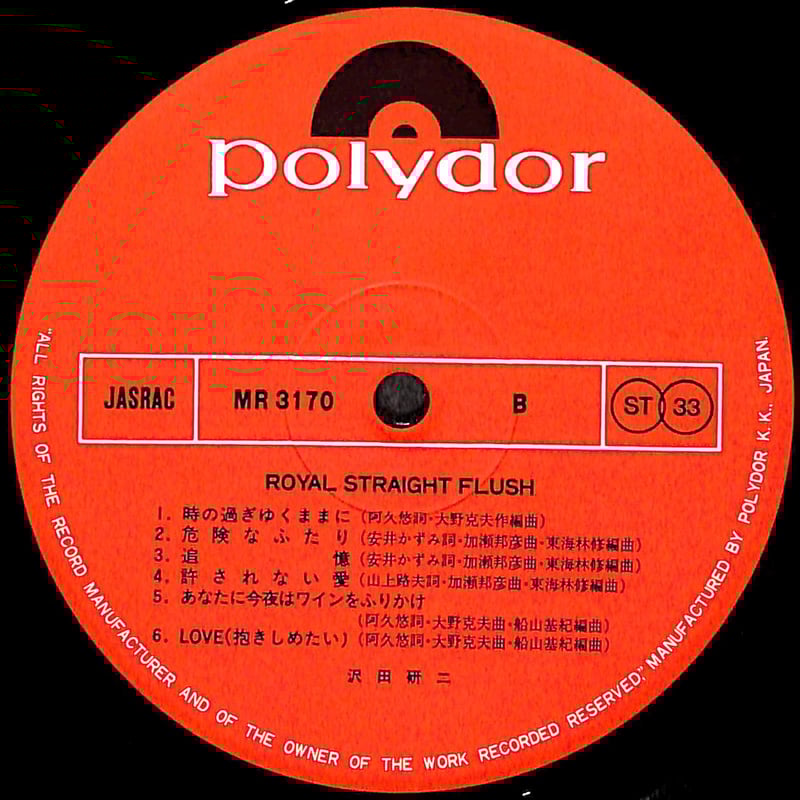 polydor
JASRAC
MR 3170
B
ST 33
ROYAL STRAIGHT FLUSH
1. 時の過ぎゆくままに (阿久悠詞・大野克夫作編曲)
2. 危険なふたり (安井かずみ詞・加瀬邦彦曲・東海林修編曲)
3. 追憶 (安井かずみ詞・加瀬邦彦曲・東海林修編曲)
4. 許されない愛 (山上路夫詞・加瀬邦彦曲・東海林修編曲)
5. あなたに今夜はワインをふりかけ
(阿久悠詞・大野克夫曲・船山基紀編曲)
6. LOVE(抱きしめたい) (阿久悠詞・大野克夫曲・船山基紀編曲)
沢田研二
"ALL RIGHTS OF THE RECORD MANUFACTURER AND OF THE OWNER OF THE WORK RECORDED RESERVED," MANUFACTURED BY POLYDOR K.K., JAPAN.